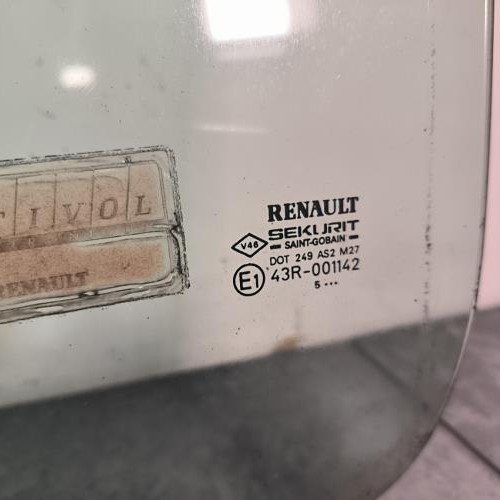 TIVOL
RENAULT
RENAULT
SEKURIT
SAINT-GOBAIN
V46
DOT 249 AS2 M27
E1 43R-001142
5 ...